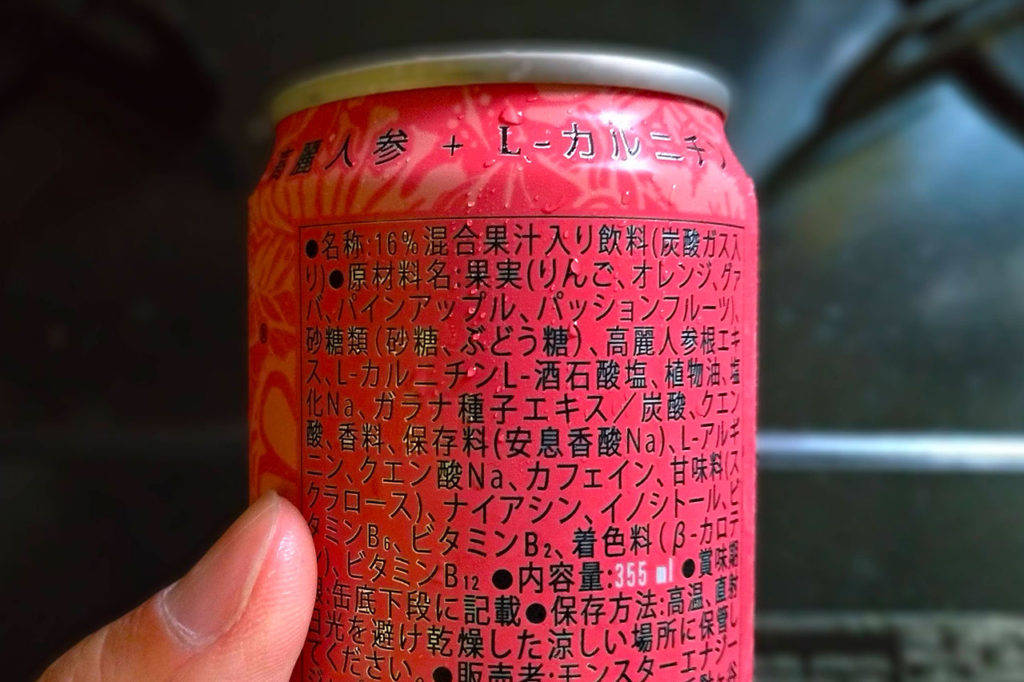 高麗人参 + L-カルニチン
●名称:16%混合果汁入り飲料(炭酸ガス入
り)●原材料名:果実(りんご、オレンジ、グァ
バ、パインアップル、パッションフルーツ)、
砂糖類(砂糖、ぶどう糖)、高麗人参根エキ
ス、L-カルニチンL-酒石酸塩、植物油、塩
化Na、ガラナ種子エキス/炭酸、クエン
酸、香料、保存料(安息香酸Na)、L-アルギ
ニン、クエン酸Na、カフェイン、甘味料(ス
クラロース)、ナイアシン、イノシトール、ビ
タミンB₆、ビタミンB₂、着色料(β-カロテ
)、ビタミンB₁₂ ●内容量:355 ml ●賞味期
:缶底下段に記載●保存方法:高温、直射
日光を避け乾燥した涼しい場所に保管し
てください。●販売者:モンスターエナジー